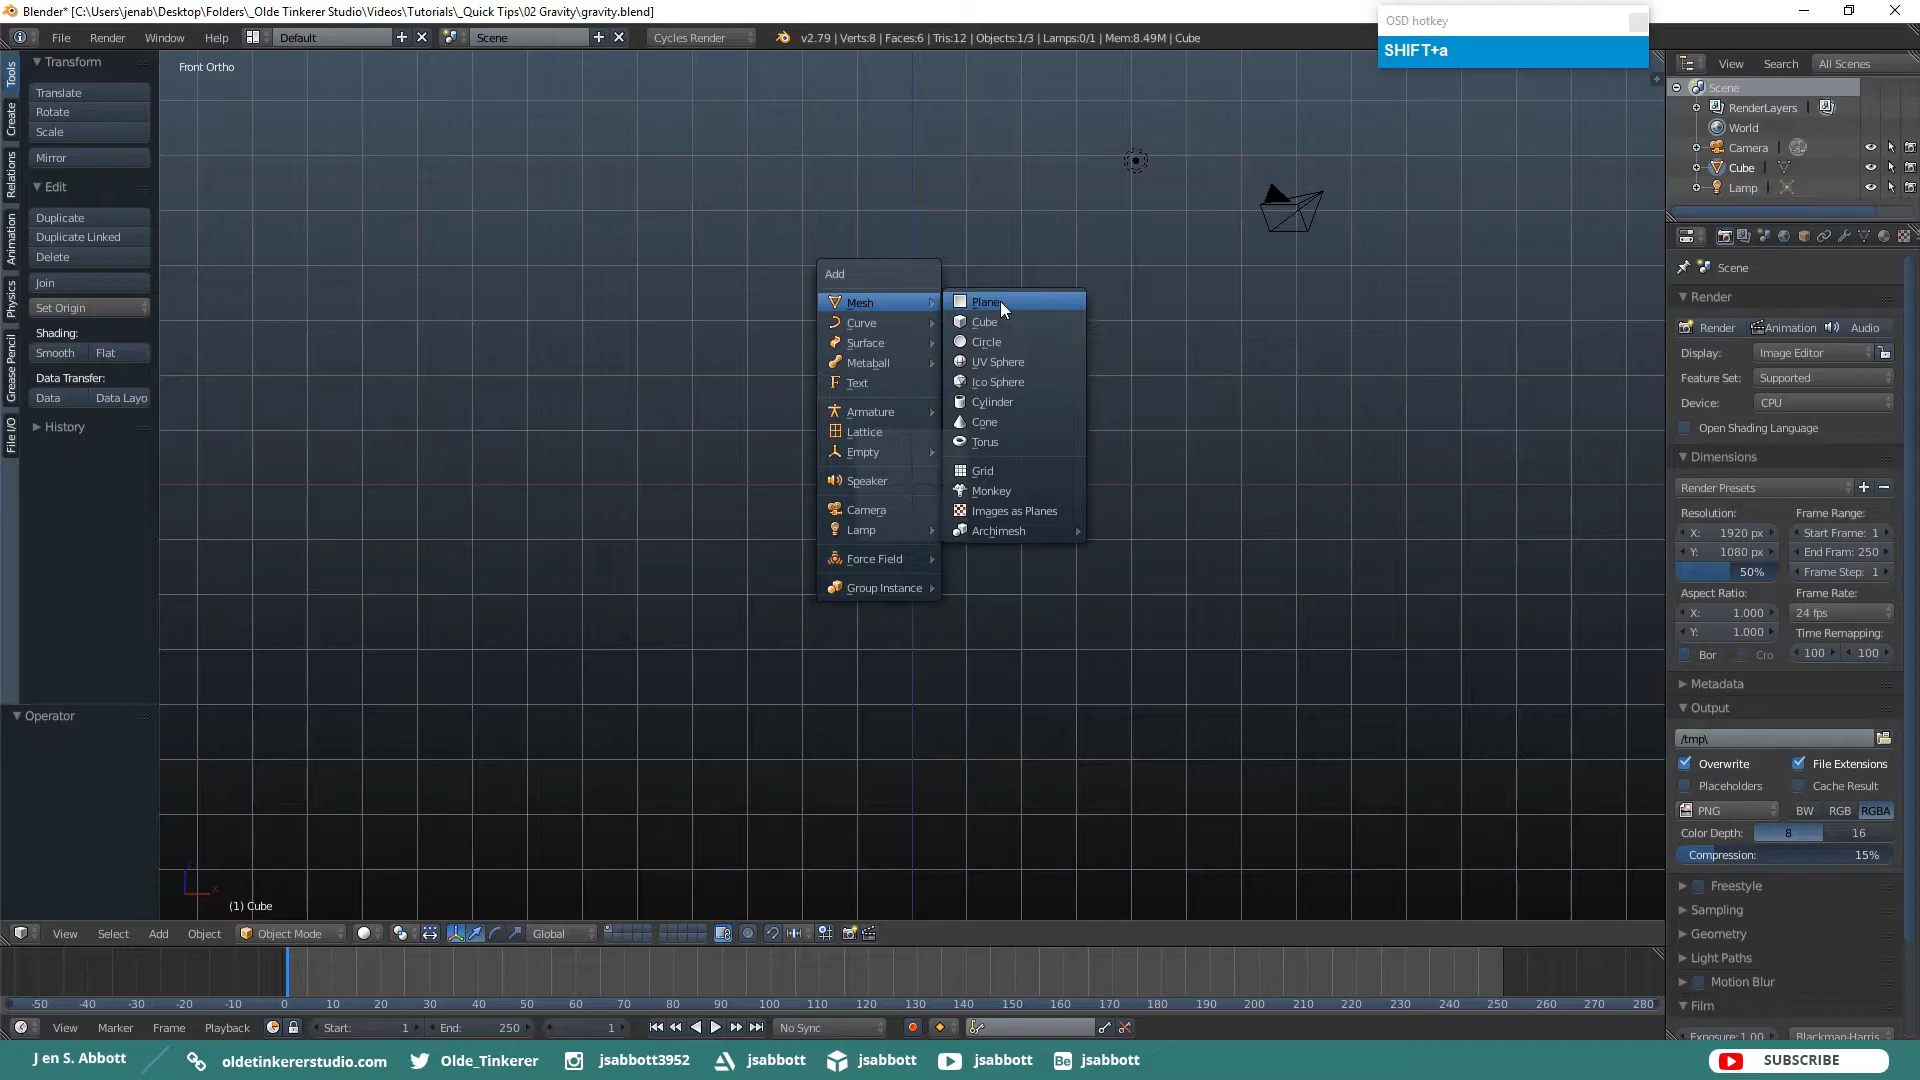 Blender* [C:\Users\jenab\Desktop\Folders\_Olde Tinkerer Studio\Videos\Tutorials\_Quick Tips\02 Gravity\gravity.blend]
OSD hotkey
SHIFT+a
File Render Window Help Default Scene Cycles Render v2.79 | Verts:8 | Faces:6 | Tris:12 | Objects:1/3 | Lamps:0/1 | Mem:8.49M | Cube
View Search All Scenes
Tools
Create
Relations
Animation
Physics
Grease Pencil
File I/O
Transform
Translate
Rotate
Scale
Mirror
Edit
Duplicate
Duplicate Linked
Delete
Join
Set Origin
Shading:
Smooth Flat
Data Transfer:
Data Data Layo
History
Operator
Front Ortho
Add
Mesh
Curve
Surface
Metaball
Text
Armature
Lattice
Empty
Speaker
Camera
Lamp
Force Field
Group Instance
Plane
Cube
Circle
UV Sphere
Ico Sphere
Cylinder
Cone
Torus
Grid
Monkey
Images as Planes
Archimesh
z
x
(1) Cube
Scene
RenderLayers
World
Camera
Cube
Lamp
Scene
Render
Render Animation Audio
Display: Image Editor
Feature Set: Supported
Device: CPU
Open Shading Language
Dimensions
Render Presets
Resolution: Frame Range:
X: 1920 px Start Frame: 1
Y: 1080 px End Fram: 250
50% Frame Step: 1
Aspect Ratio: Frame Rate:
X: 1.000 24 fps
Y: 1.000 Time Remapping:
Bor Cro 100 100
Metadata
Output
/tmp\
Overwrite File Extensions
Placeholders Cache Result
PNG BW RGB RGBA
Color Depth: 8 16
Compression: 15%
Freestyle
Sampling
Geometry
Light Paths
Motion Blur
Film
Exposure: 1.00 Blackman-Harris
View Select Add Object Object Mode Global
-50 -40 -30 -20 -10 0 10 20 30 40 50 60 70 80 90 100 110 120 130 140 150 160 170 180 190 200 210 220 230 240 250 260 270 280
View Marker Frame Playback Start: 1 End: 250 1 No Sync
J en S. Abbott oldetinkererstudio.com Olde_Tinkerer jsabbott3952 jsabbott jsabbott jsabbott Be jsabbott SUBSCRIBE